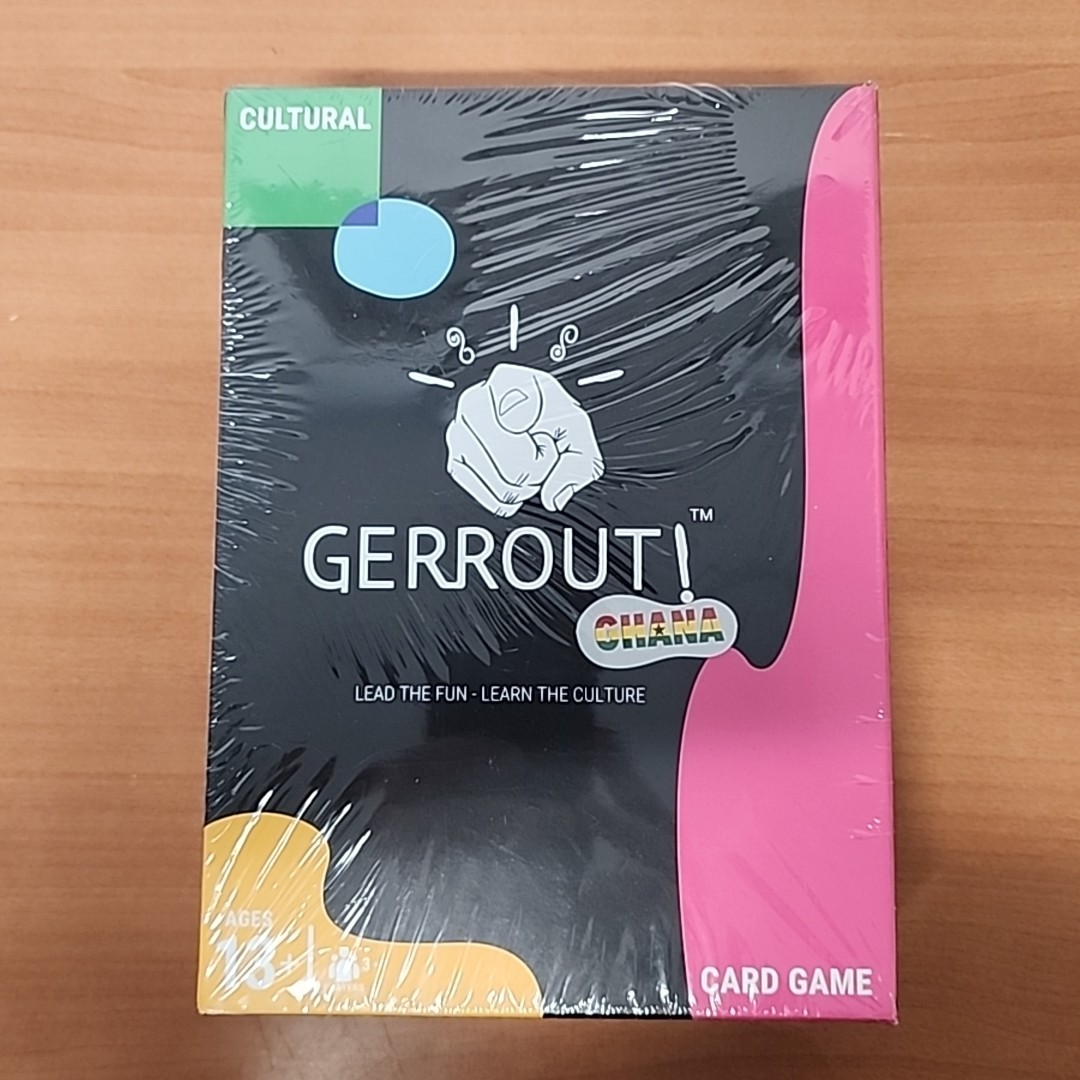 CULTURAL
GERROUT!™
GHANA
LEAD THE FUN - LEARN THE CULTURE
AGES
CARD GAME